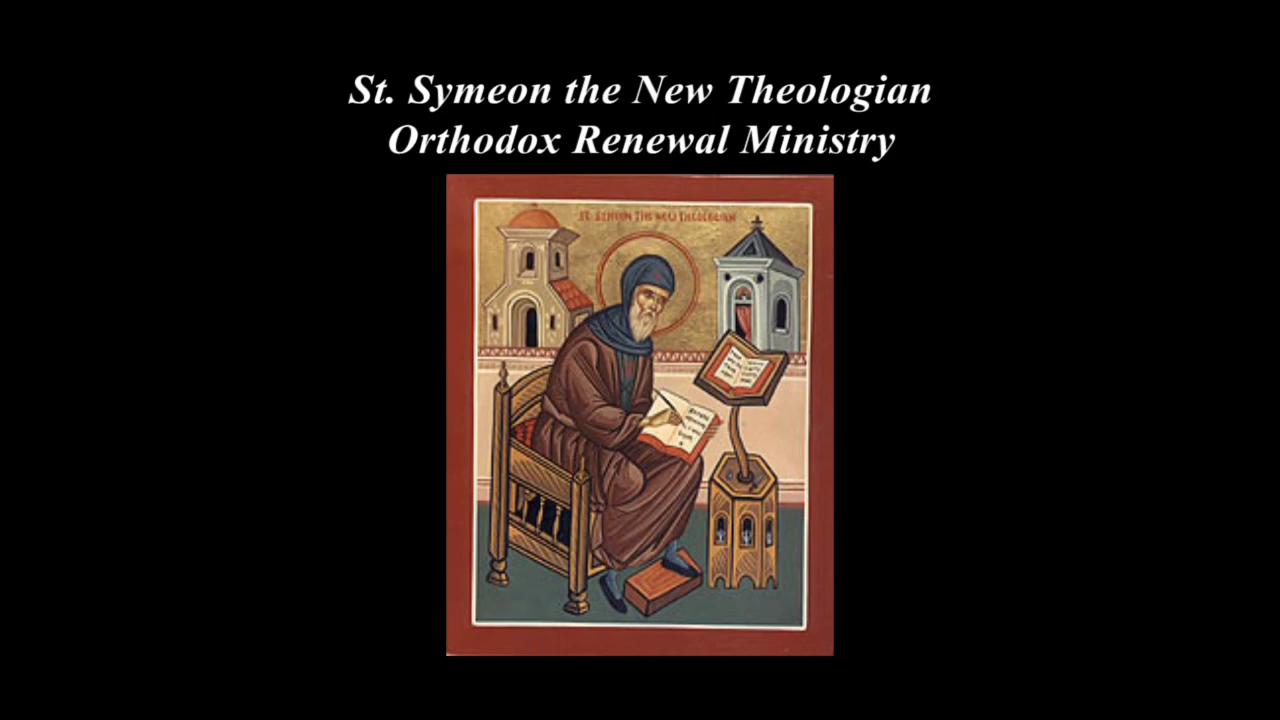 St. Symeon the New Theologian
Orthodox Renewal Ministry
ST. SYMEON THE NEW THEOLOGIAN